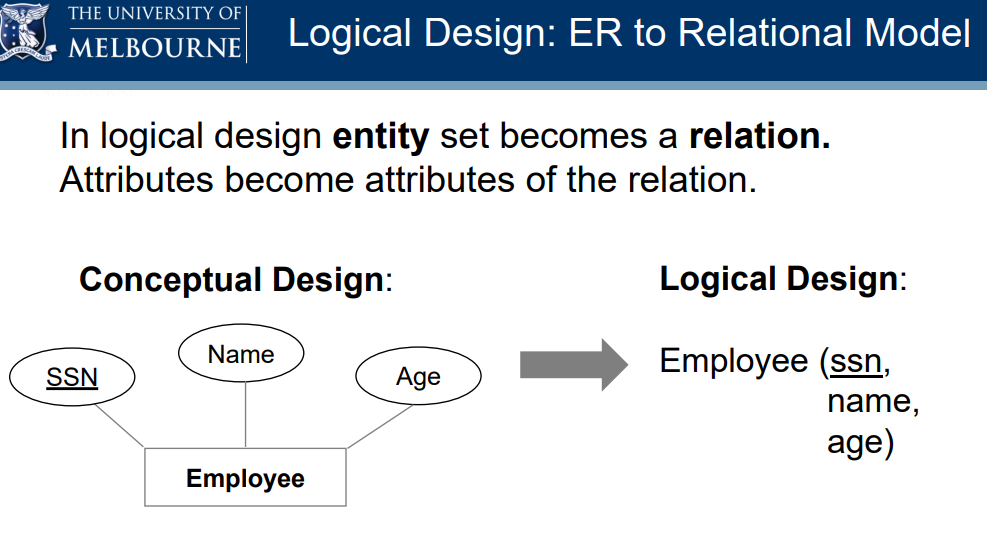 THE UNIVERSITY OF
MELBOURNE
Logical Design: ER to Relational Model
In logical design entity set becomes a relation.
Attributes become attributes of the relation.
Conceptual Design:
Logical Design:
SSN
Name
Age
Employee
Employee (ssn,
name,
age)